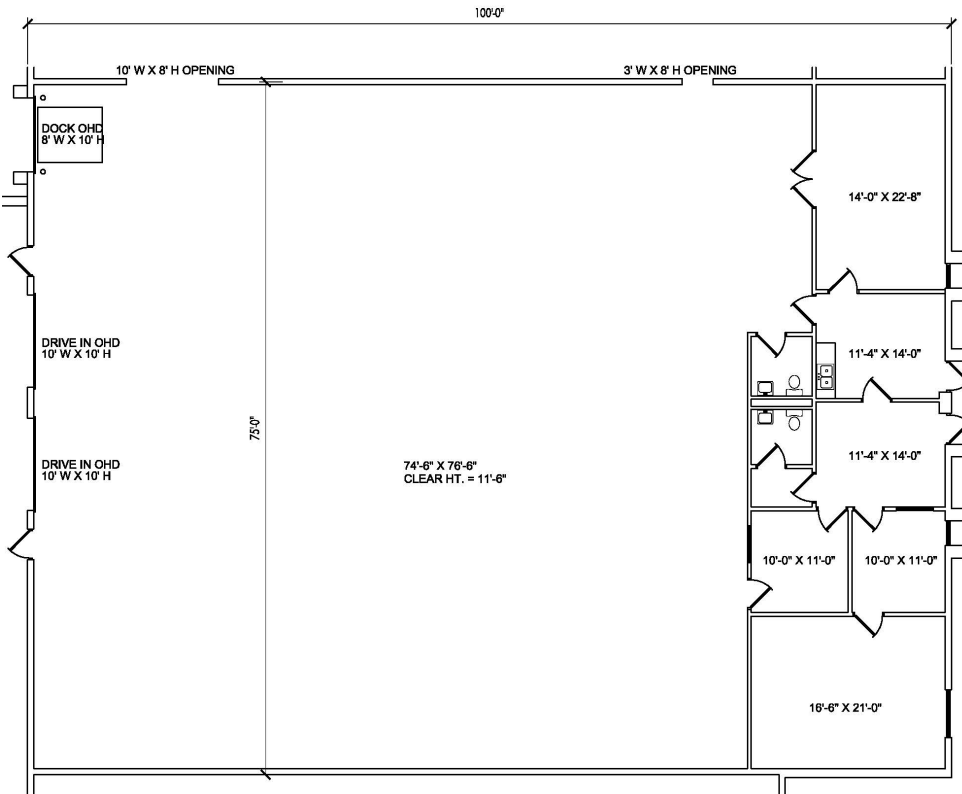 100'-0"
10' W X 8' H OPENING
3' W X 8' H OPENING
DOCK OHD
8' W X 10' H
14'-0" X 22'-8"
DRIVE IN OHD
10' W X 10' H
11'-4" X 14'-0"
75'-0"
DRIVE IN OHD
10' W X 10' H
74'-6" X 76'-6"
CLEAR HT. = 11'-6"
11'-4" X 14'-0"
10'-0" X 11'-0"
10'-0" X 11'-0"
16'-6" X 21'-0"